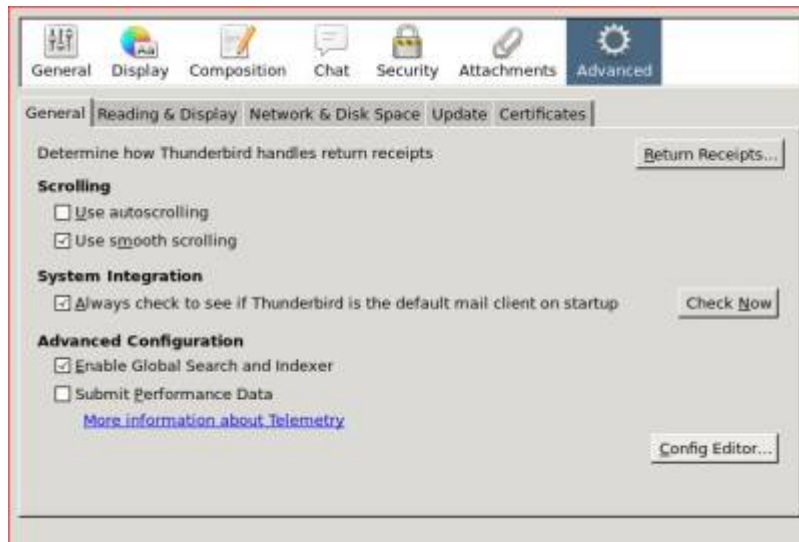 General Display Composition Chat Security Attachments Advanced
General Reading & Display Network & Disk Space Update Certificates
Determine how Thunderbird handles return receipts Return Receipts...
Scrolling
Use autoscrolling
Use smooth scrolling
System Integration
Always check to see if Thunderbird is the default mail client on startup Check Now
Advanced Configuration
Enable Global Search and Indexer
Submit Performance Data
More information about Telemetry
Config Editor...